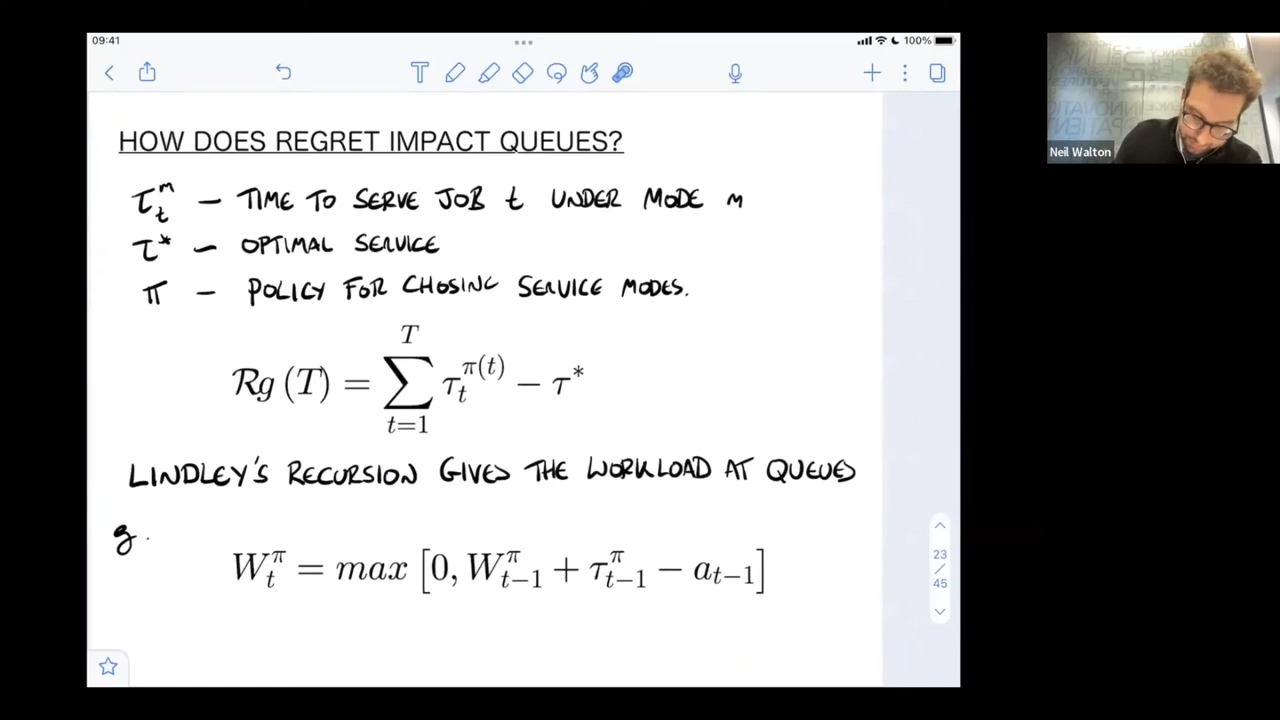 09:41
100%
HOW DOES REGRET IMPACT QUEUES?
τ_t^m – TIME TO SERVE JOB t UNDER MODE m
τ* – OPTIMAL SERVICE
π – POLICY FOR CHOSING SERVICE MODES.
Rg (T) = ∑_{t=1}^{T} τ_t^{π(t)} − τ*
LINDLEY'S RECURSION GIVES THE WORKLOAD AT QUEUES
W_t^π = max [0, W_{t−1}^π + τ_{t−1}^π − a_{t−1}]
23
/
45
Neil Walton
INNOVATION
PATIENT